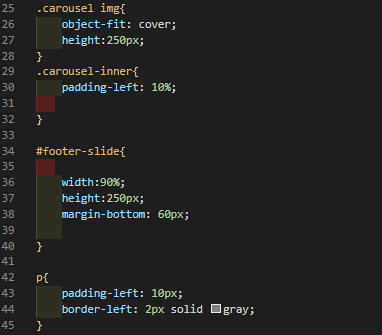 25 .carousel img{
26 object-fit: cover;
27 height:250px;
28 }
29 .carousel-inner{
30 padding-left: 10%;
31
32 }
33
34 #footer-slide{
35
36 width:90%;
37 height:250px;
38 margin-bottom: 60px;
39
40 }
41
42 p{
43 padding-left: 10px;
44 border-left: 2px solid gray;
45 }